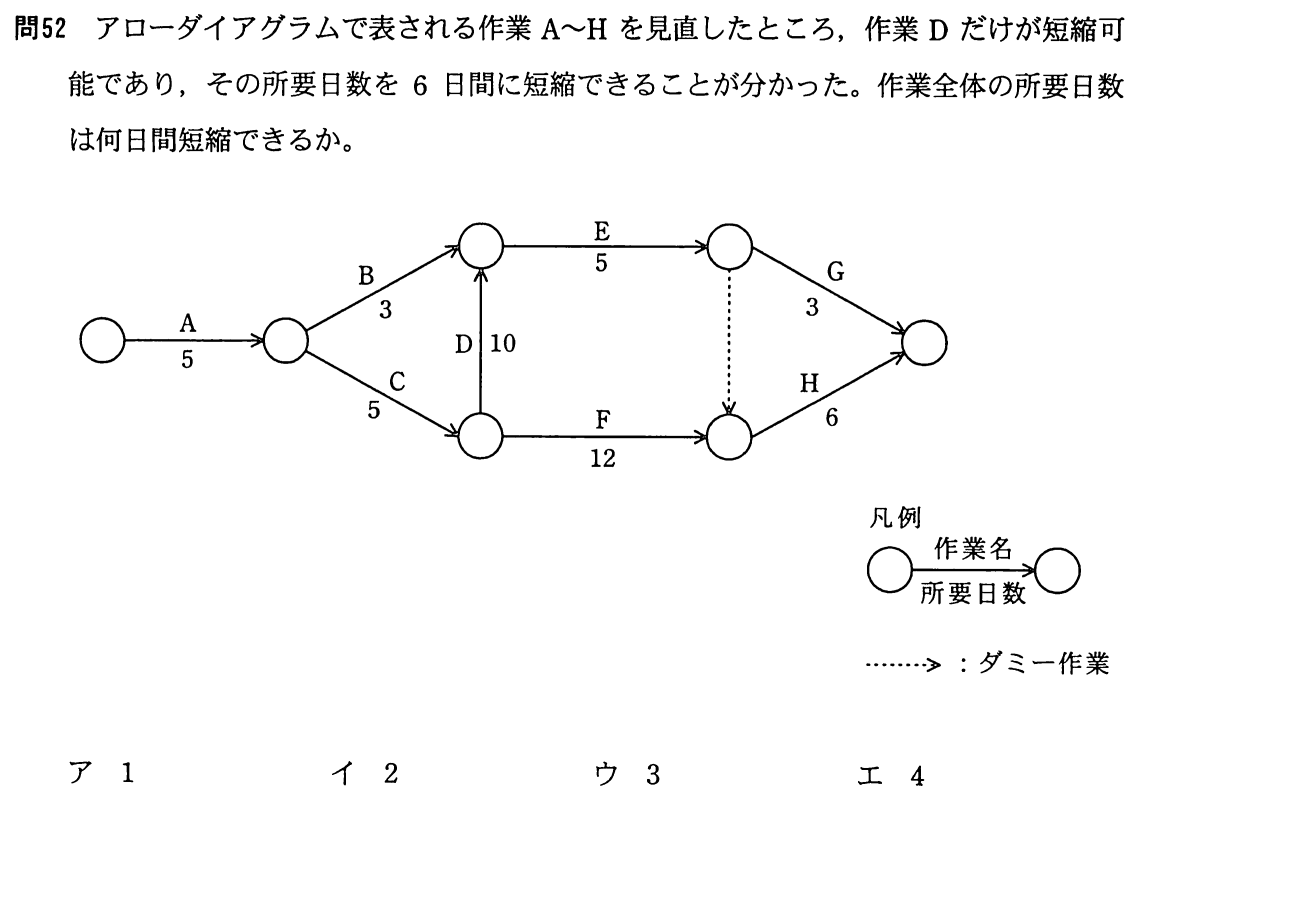 問52 アローダイアグラムで表される作業 A～H を見直したところ，作業 D だけが短縮可
能であり，その所要日数を 6 日間に短縮できることが分かった。作業全体の所要日数
は何日間短縮できるか。
E
5
B
3
G
3
A
5
D 10
C
5
H
6
F
12
凡例
作業名
所要日数
：ダミー作業
ア 1 イ 2 ウ 3 エ 4